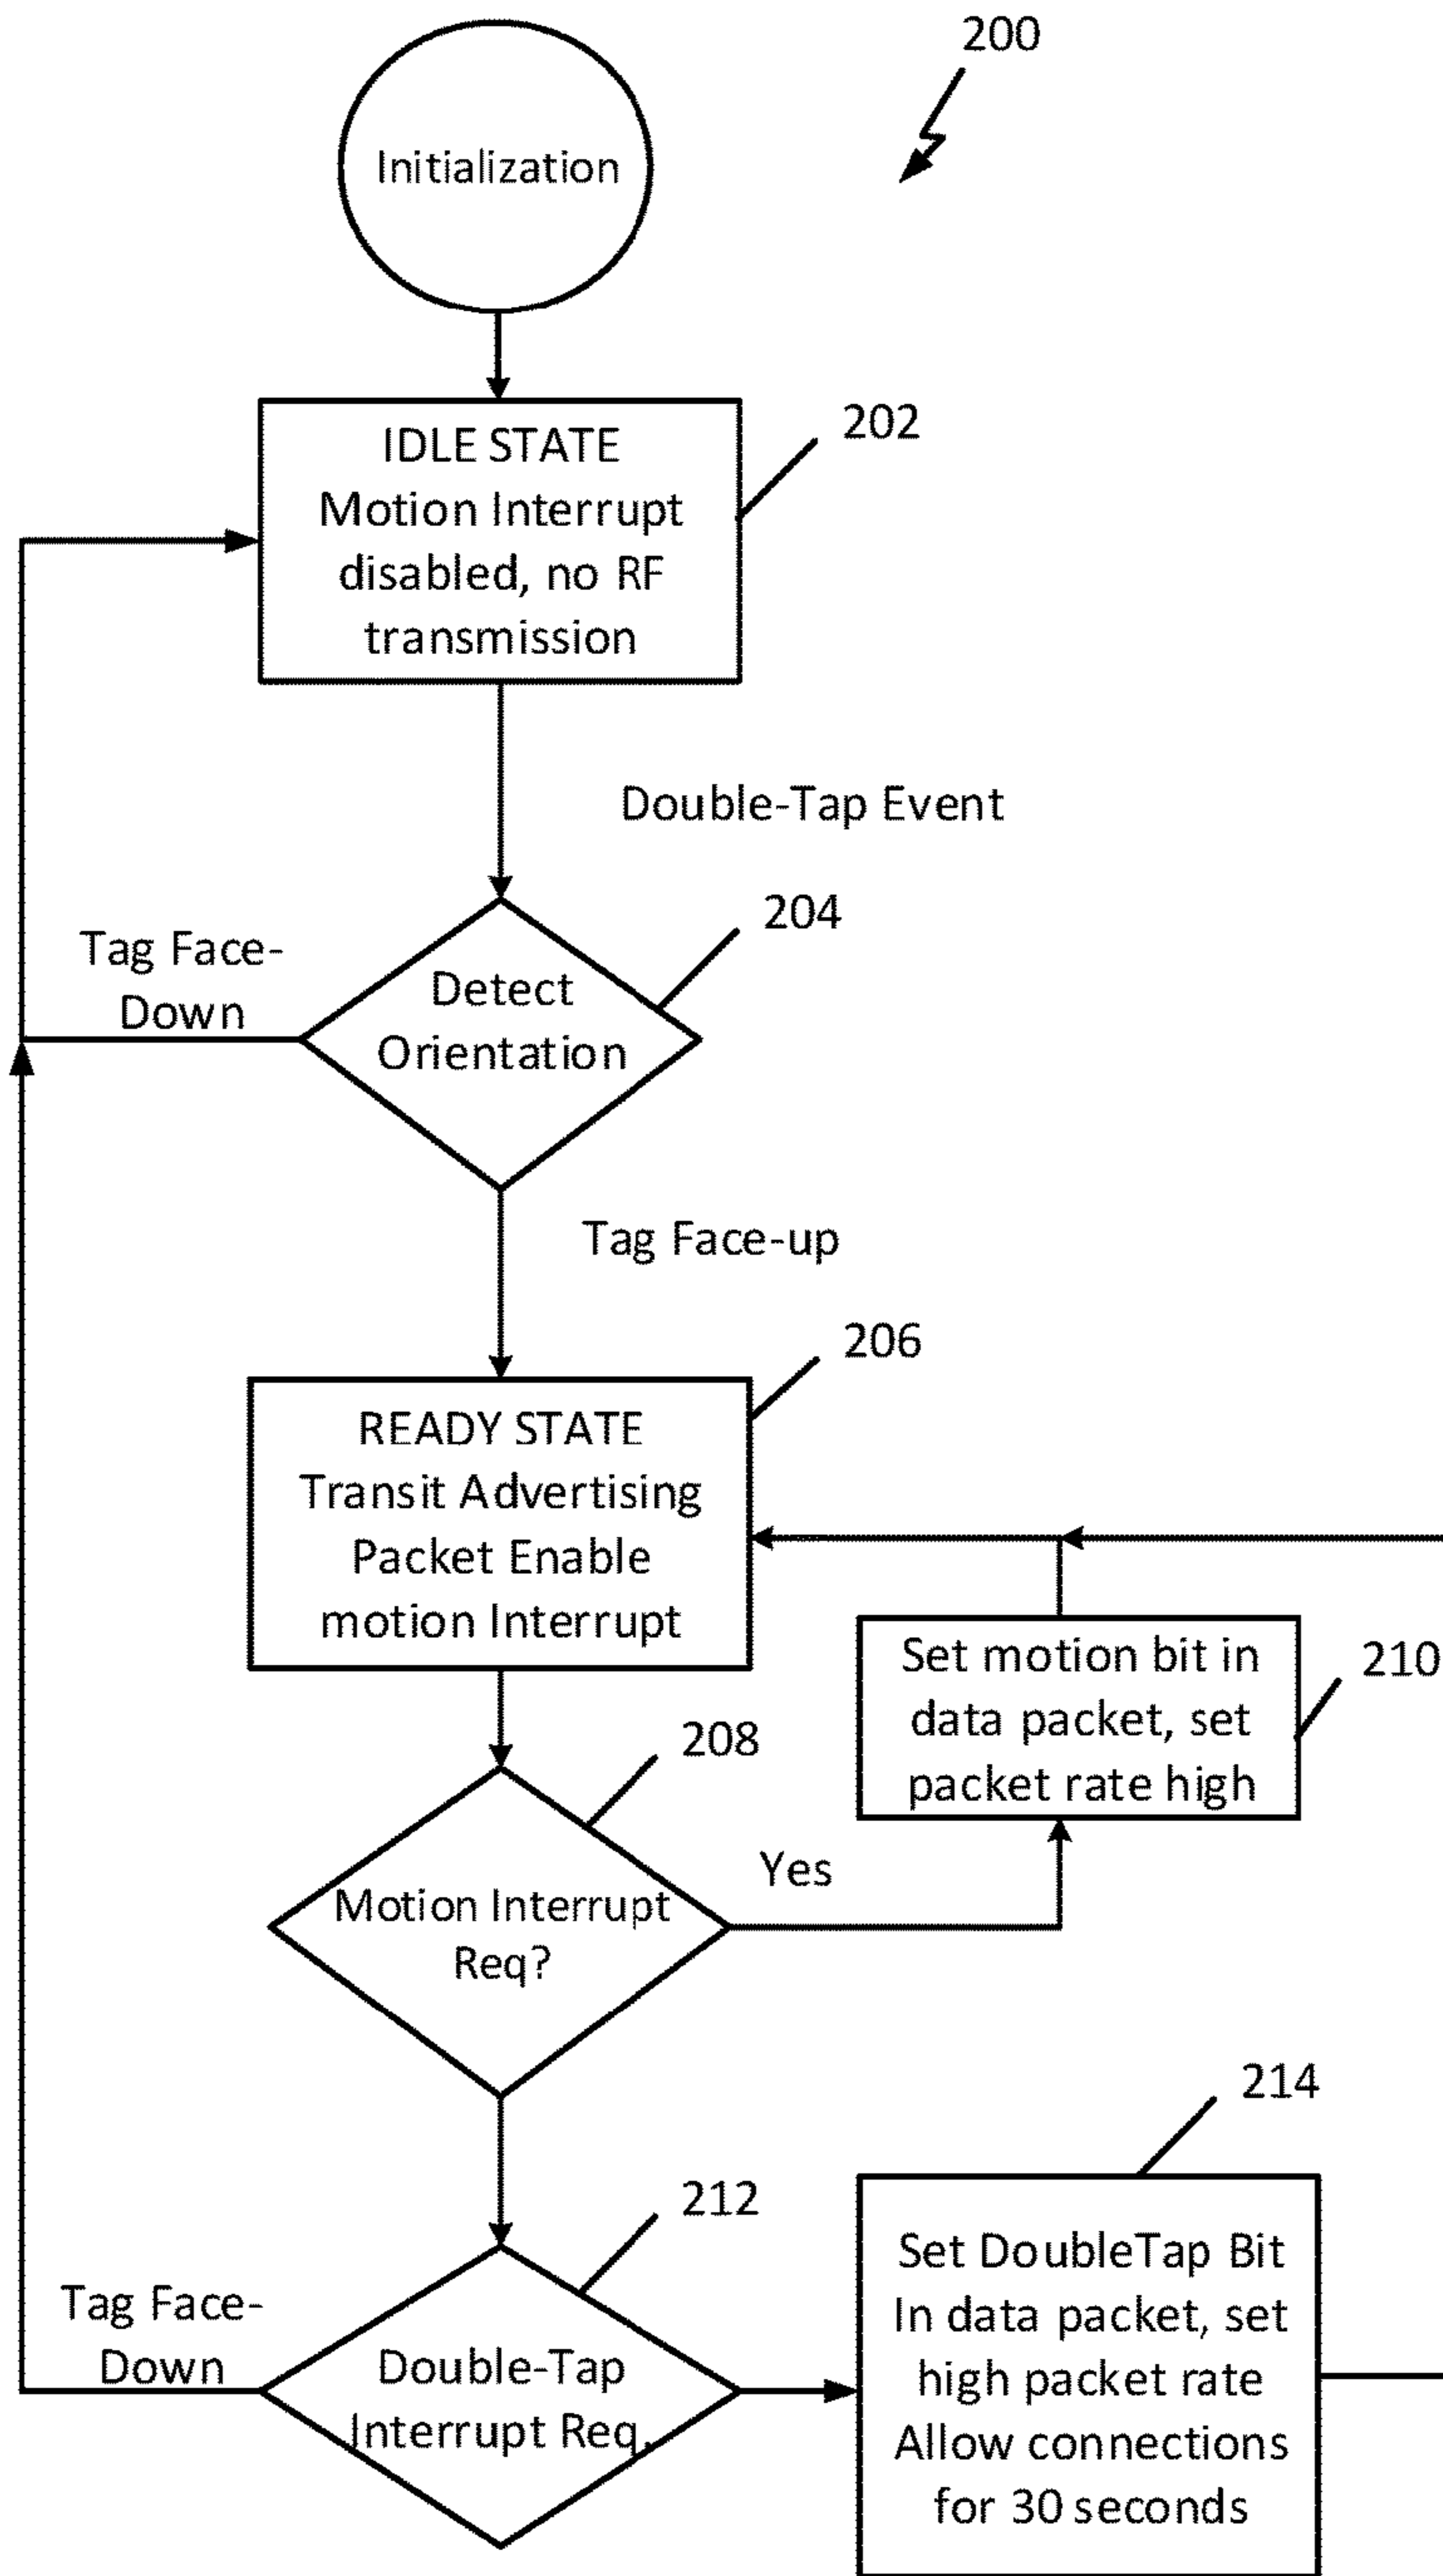 200
Initialization
202
IDLE STATE
Motion Interrupt
disabled, no RF
transmission
Double-Tap Event
204
Tag Face-
Down
Detect
Orientation
Tag Face-up
206
READY STATE
Transit Advertising
Packet Enable
motion Interrupt
210
Set motion bit in
data packet, set
packet rate high
208
Yes
Motion Interrupt
Req?
214
212
Tag Face-
Down
Double-Tap
Interrupt Req.
Set DoubleTap Bit
In data packet, set
high packet rate
Allow connections
for 30 seconds